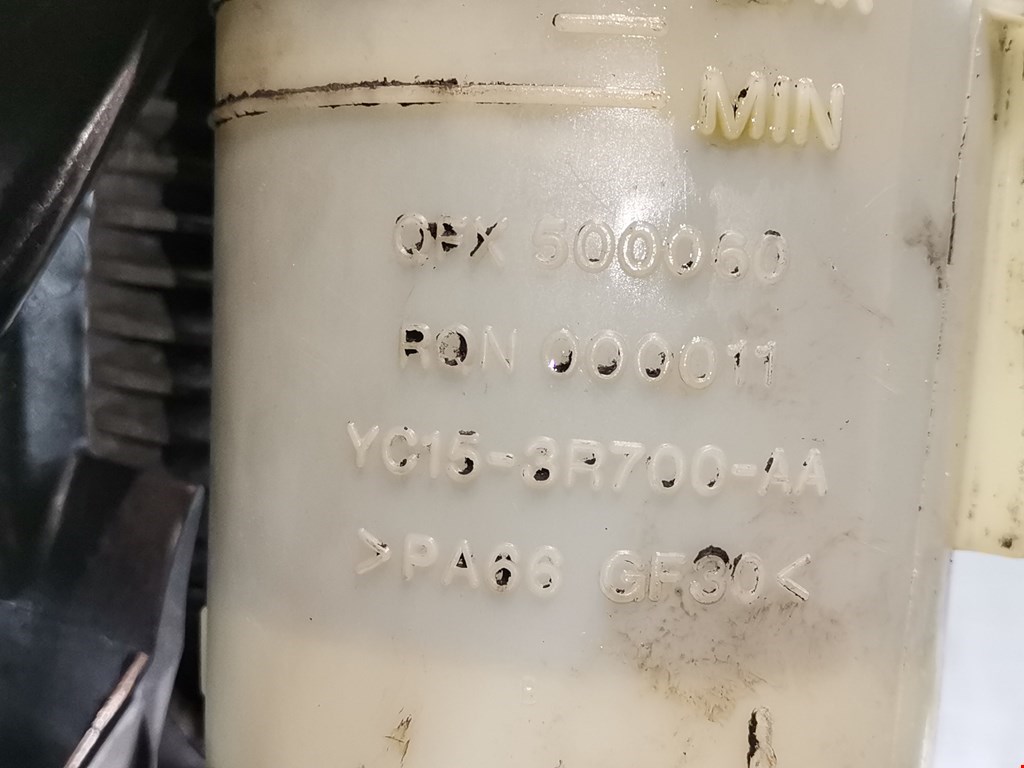 MIN
QFX 500060
RQN 000011
YC15-3R700-AA
>PA66 GF30<